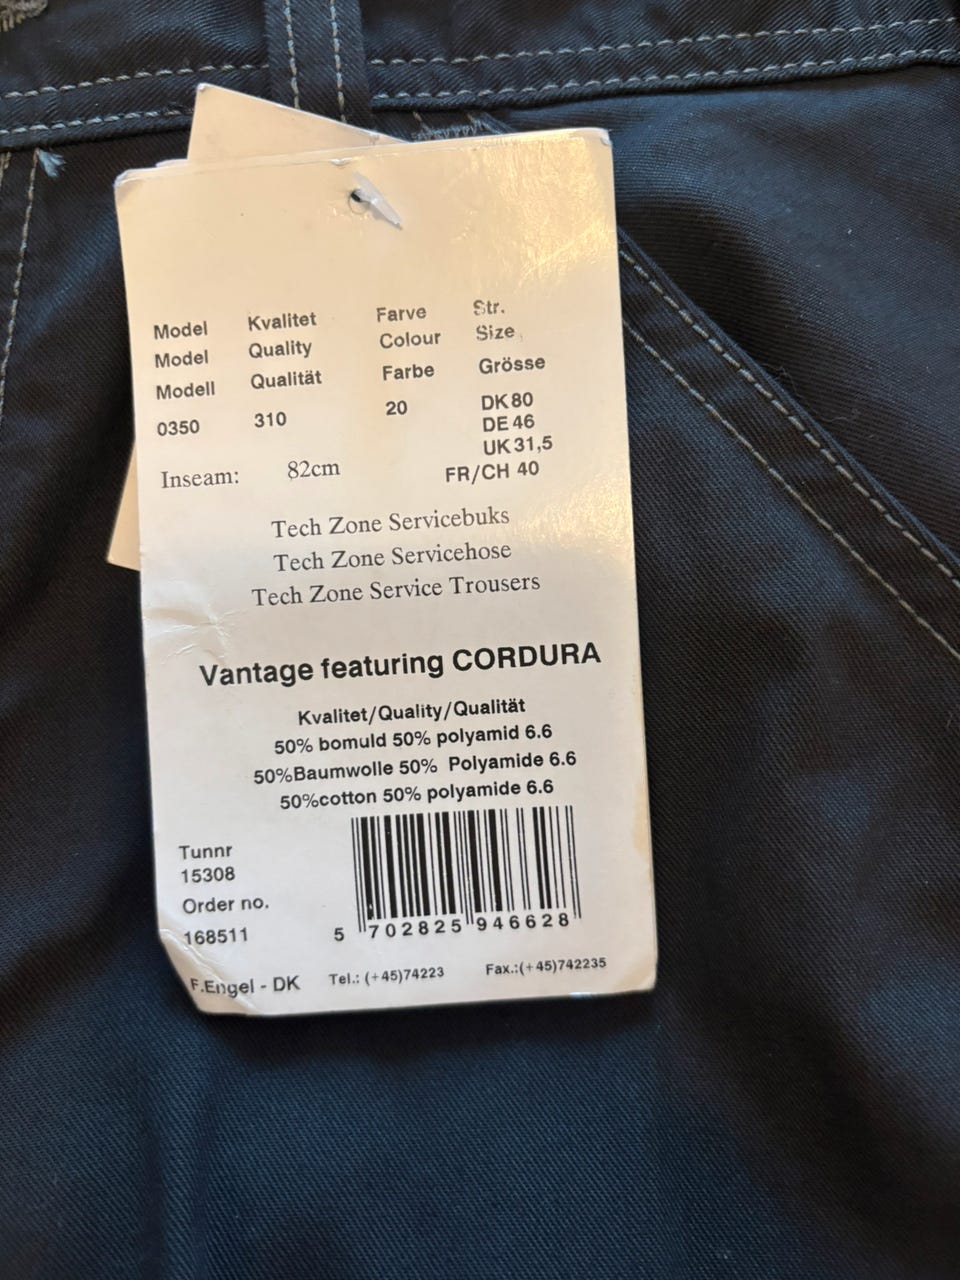 Model Kvalitet Farve Str.
Model Quality Colour Size
Modell Qualität Farbe Grösse
0350 310 20 DK 80
DE 46
UK 31,5
Inseam: 82cm FR/CH 40
Tech Zone Servicebuks
Tech Zone Servicehose
Tech Zone Service Trousers
Vantage featuring CORDURA
Kvalitet/Quality/Qualität
50% bomuld 50% polyamid 6.6
50%Baumwolle 50% Polyamide 6.6
50%cotton 50% polyamide 6.6
Tunnr
15308
Order no.
168511
5 702825 946628
F.Engel - DK Tel.: (+45)74223 Fax.:(+45)742235